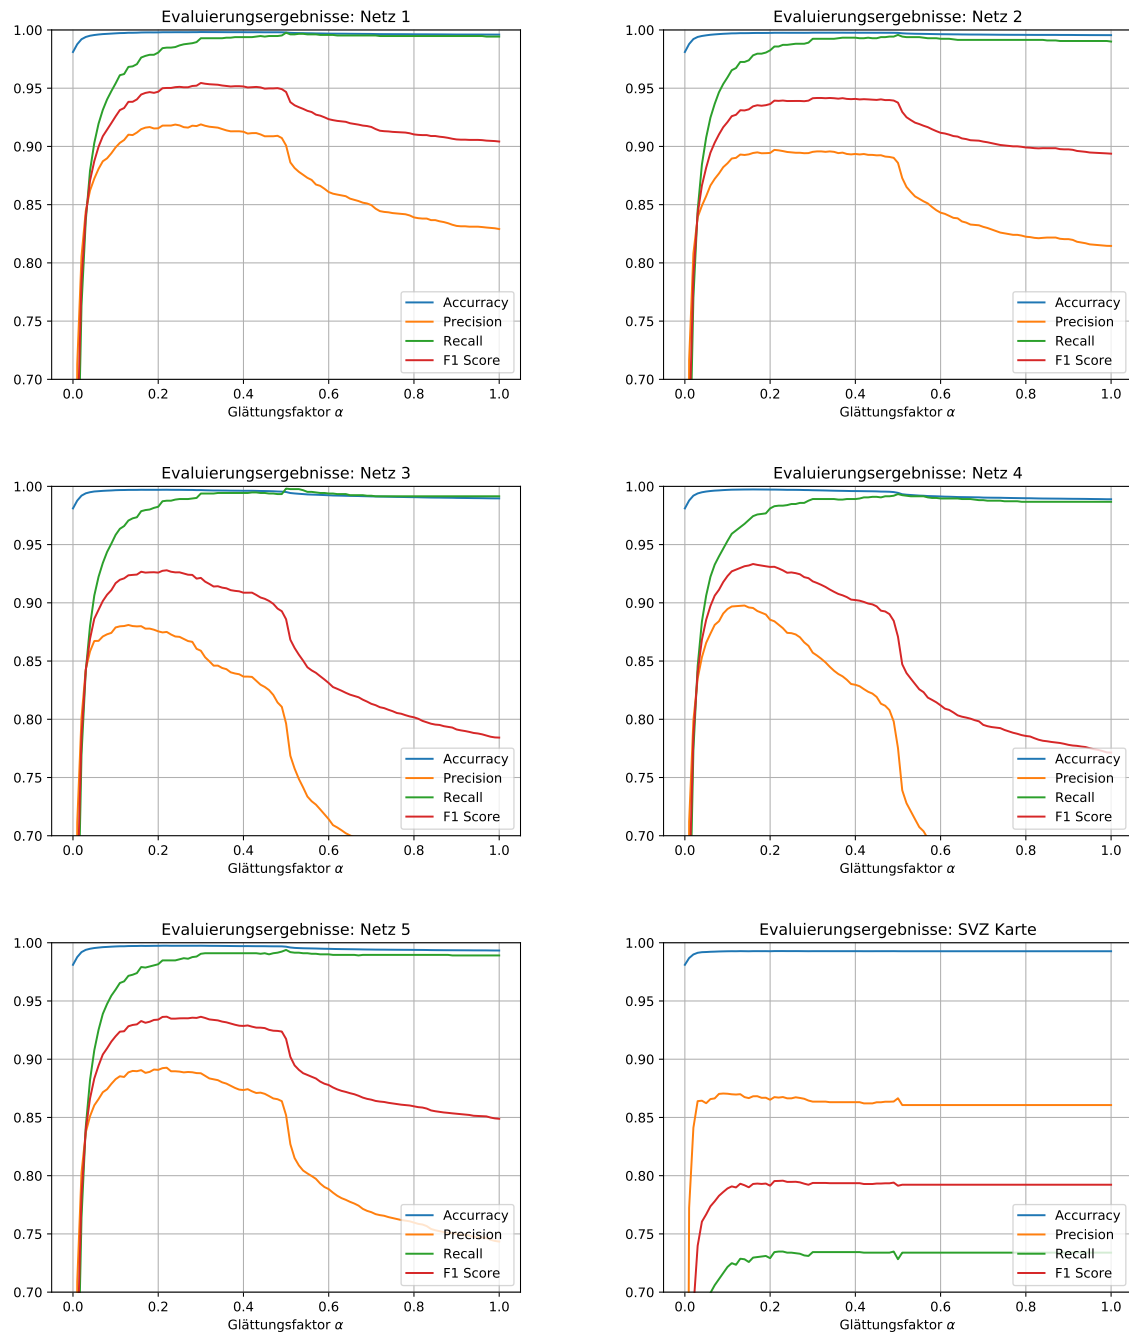 Evaluierungsergebnisse: Netz 1
1.00
0.95
0.90
0.85
0.80
0.75
0.70
0.0 0.2 0.4 0.6 0.8 1.0
Glättungsfaktor α
Accurracy
Precision
Recall
F1 Score
Evaluierungsergebnisse: Netz 2
1.00
0.95
0.90
0.85
0.80
0.75
0.70
0.0 0.2 0.4 0.6 0.8 1.0
Glättungsfaktor α
Accurracy
Precision
Recall
F1 Score
Evaluierungsergebnisse: Netz 3
1.00
0.95
0.90
0.85
0.80
0.75
0.70
0.0 0.2 0.4 0.6 0.8 1.0
Glättungsfaktor α
Accurracy
Precision
Recall
F1 Score
Evaluierungsergebnisse: Netz 4
1.00
0.95
0.90
0.85
0.80
0.75
0.70
0.0 0.2 0.4 0.6 0.8 1.0
Glättungsfaktor α
Accurracy
Precision
Recall
F1 Score
Evaluierungsergebnisse: Netz 5
1.00
0.95
0.90
0.85
0.80
0.75
0.70
0.0 0.2 0.4 0.6 0.8 1.0
Glättungsfaktor α
Accurracy
Precision
Recall
F1 Score
Evaluierungsergebnisse: SVZ Karte
1.00
0.95
0.90
0.85
0.80
0.75
0.70
0.0 0.2 0.4 0.6 0.8 1.0
Glättungsfaktor α
Accurracy
Precision
Recall
F1 Score